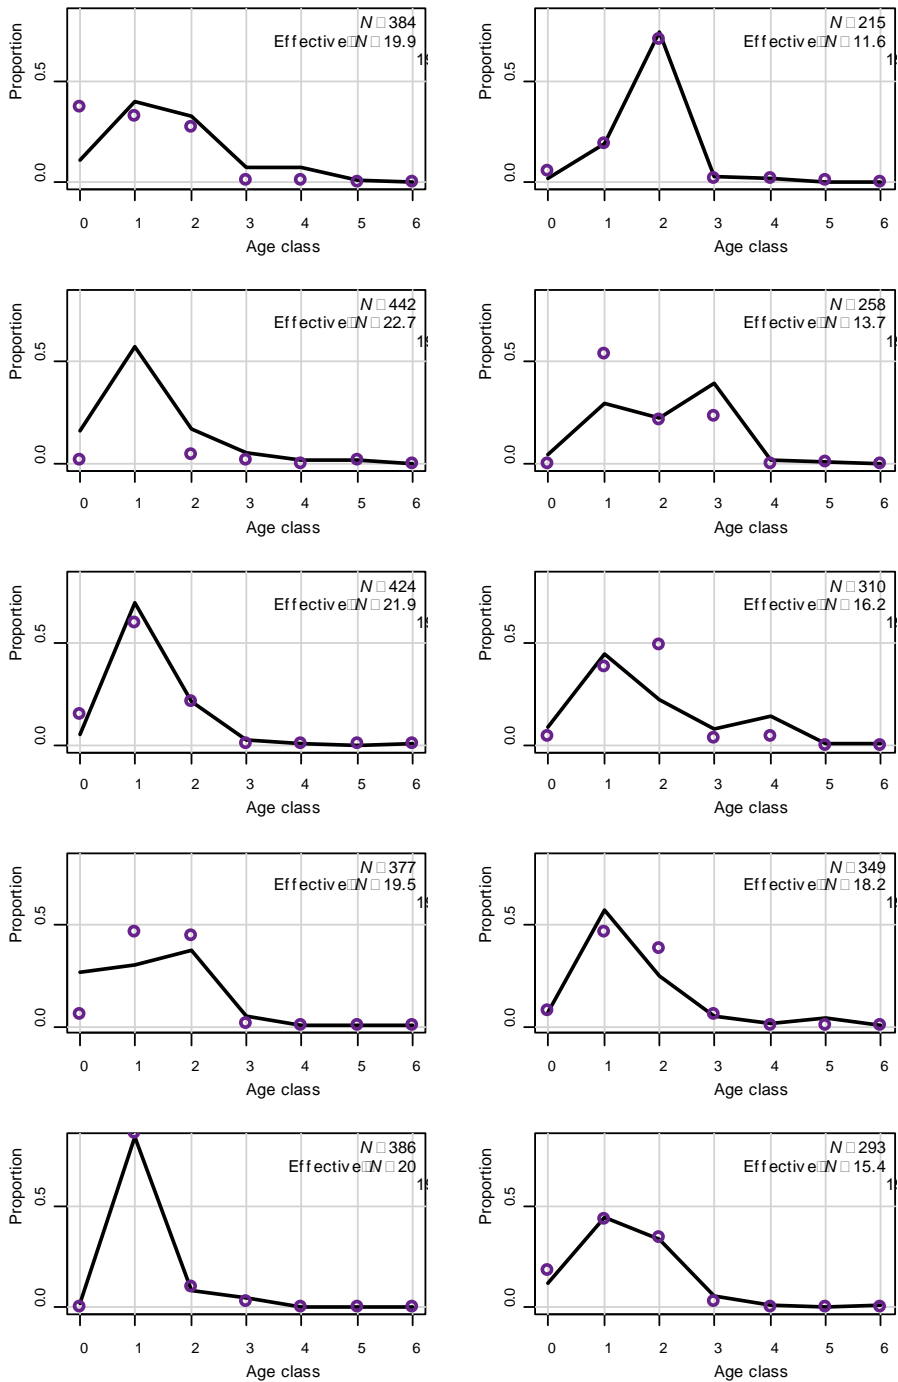 Proportion
0.5
0.0
N□384
Effective□N□19.9
0 1 2 3 4 5 6
Age class
Proportion
0.5
0.0
N□215
Effective□N□11.6
0 1 2 3 4 5 6
Age class
Proportion
0.5
0.0
N□442
Effective□N□22.7
0 1 2 3 4 5 6
Age class
Proportion
0.5
0.0
N□258
Effective□N□13.7
0 1 2 3 4 5 6
Age class
Proportion
0.5
0.0
N□424
Effective□N□21.9
0 1 2 3 4 5 6
Age class
Proportion
0.5
0.0
N□310
Effective□N□16.2
0 1 2 3 4 5 6
Age class
Proportion
0.5
0.0
N□377
Effective□N□19.5
0 1 2 3 4 5 6
Age class
Proportion
0.5
0.0
N□349
Effective□N□18.2
0 1 2 3 4 5 6
Age class
Proportion
0.5
0.0
N□386
Effective□N□20
0 1 2 3 4 5 6
Age class
Proportion
0.5
0.0
N□293
Effective□N□15.4
0 1 2 3 4 5 6
Age class